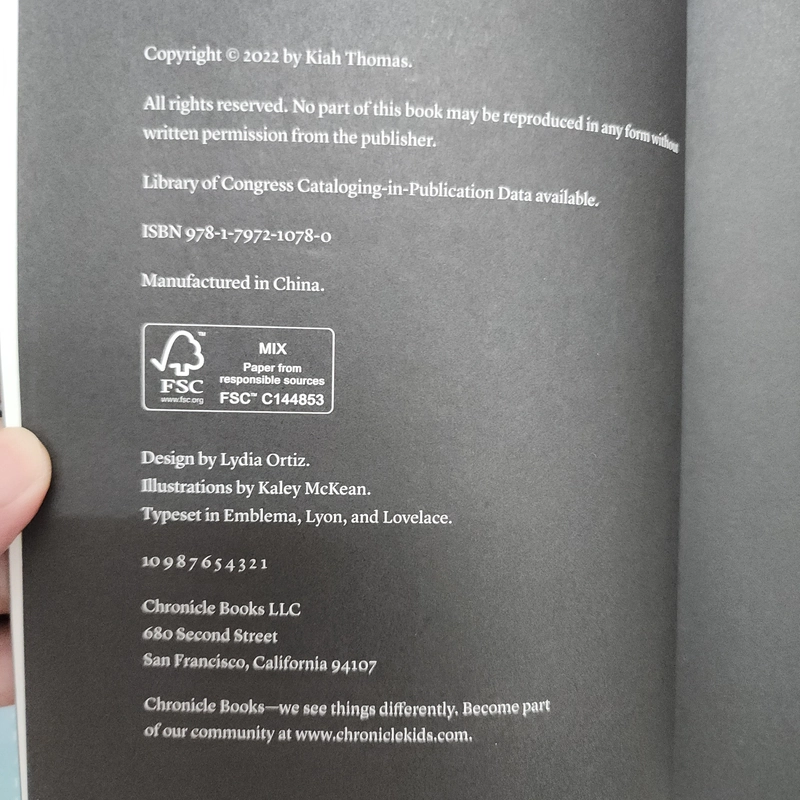 Copyright © 2022 by Kiah Thomas.
All rights reserved. No part of this book may be reproduced in any form without
written permission from the publisher.
Library of Congress Cataloging-in-Publication Data available.
ISBN 978-1-7972-1078-0
Manufactured in China.
FSC™
www.fsc.org
MIX
Paper from
responsible sources
FSC™ C144853
Design by Lydia Ortiz.
Illustrations by Kaley McKean.
Typeset in Emblema, Lyon, and Lovelace.
10 9 8 7 6 5 4 3 2 1
Chronicle Books LLC
680 Second Street
San Francisco, California 94107
Chronicle Books—we see things differently. Become part
of our community at www.chroniclekids.com.